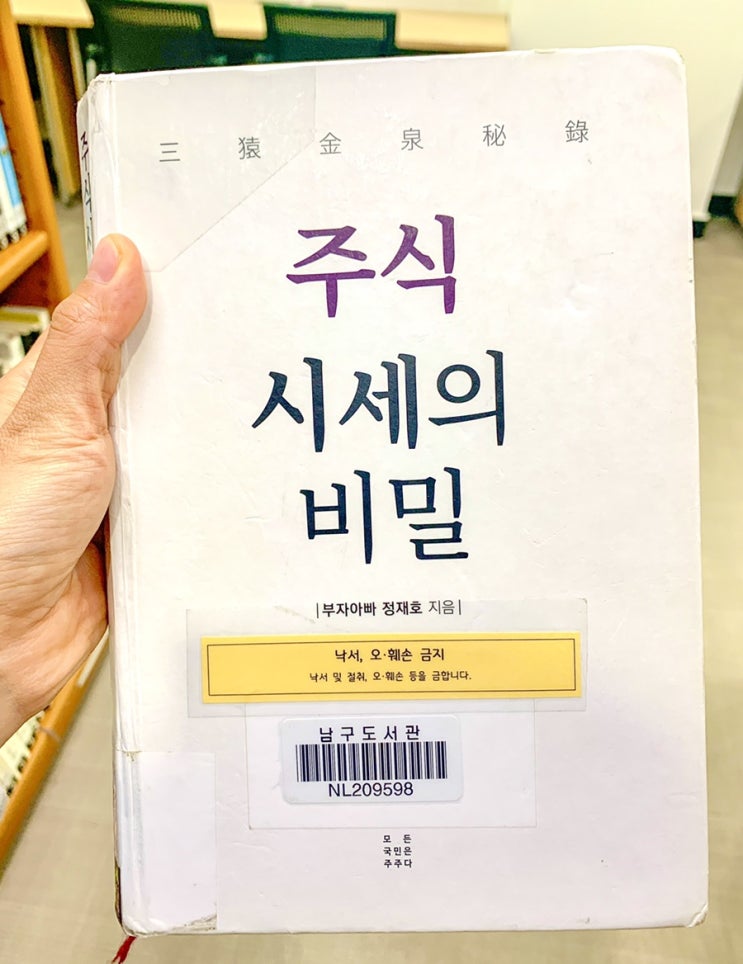 三 猿 金 泉 秘 錄
주식
시세의
비밀
|부자아빠 정재호 지음|
낙서, 오·훼손 금지
낙서 및 절취, 오·훼손 등을 금합니다.
남구도서관
NL209598
모 든
국민은
주주다